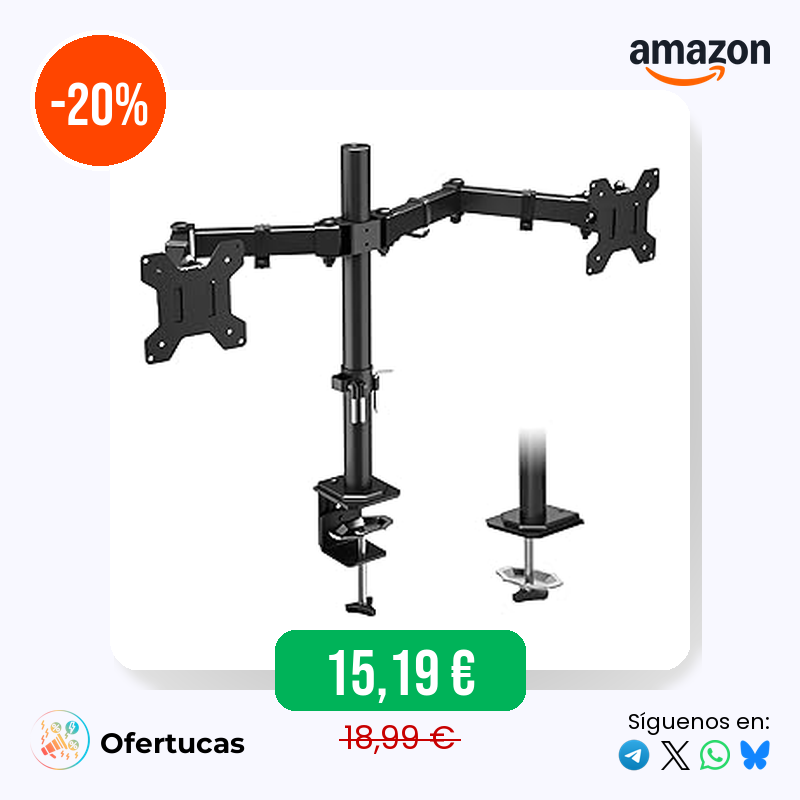 -20%
amazon
15,19 €
18,99 €
Ofertucas
Síguenos en: